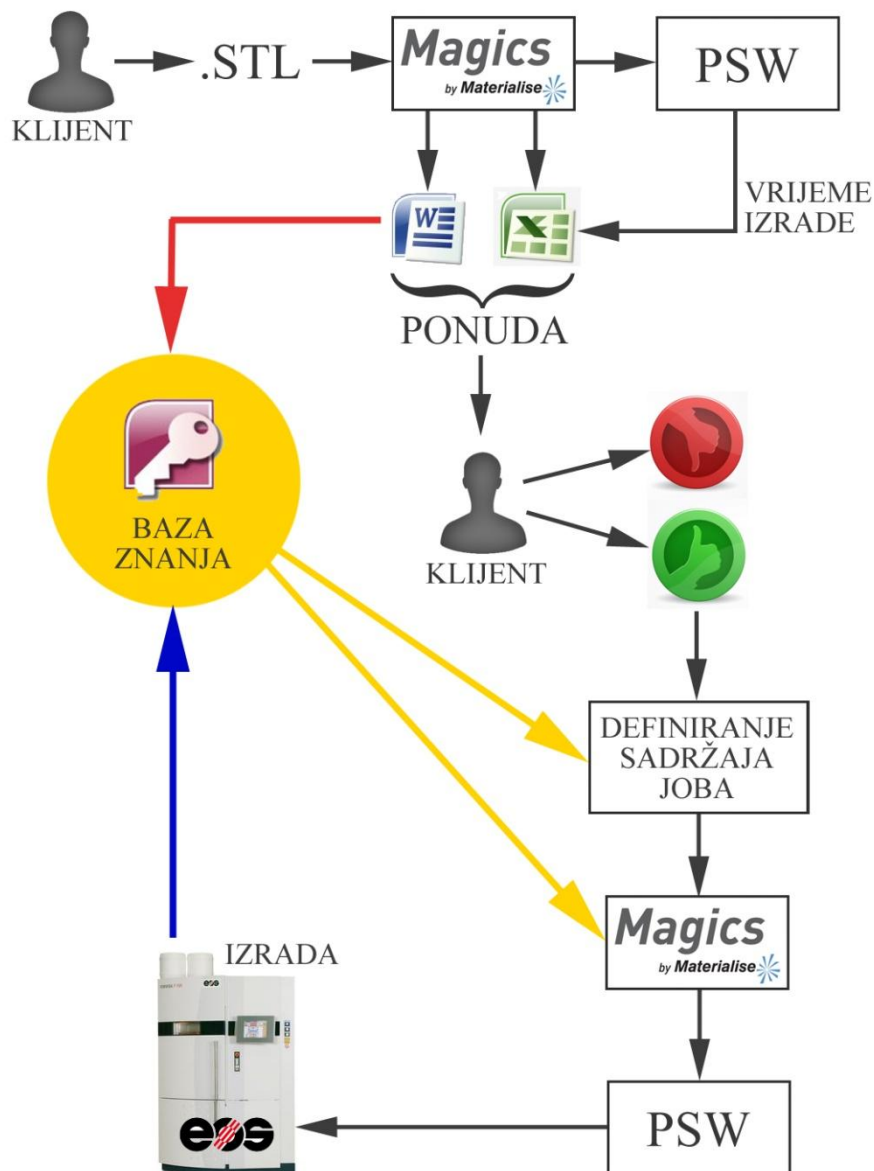 KLIJENT
.STL
Magics
by Materialise
PSW
W
X
VRIJEME
IZRADE
PONUDA
BAZA
ZNANJA
KLIJENT
DEFINIRANJE
SADRŽAJA
JOBA
Magics
by Materialise
IZRADA
eos
eos
PSW